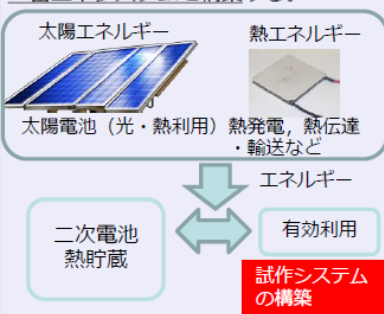 太陽エネルギー
熱エネルギー
太陽電池（光・熱利用）熱発電，熱伝達
・輸送など
エネルギー
二次電池
熱貯蔵
有効利用
試作システム
の構築